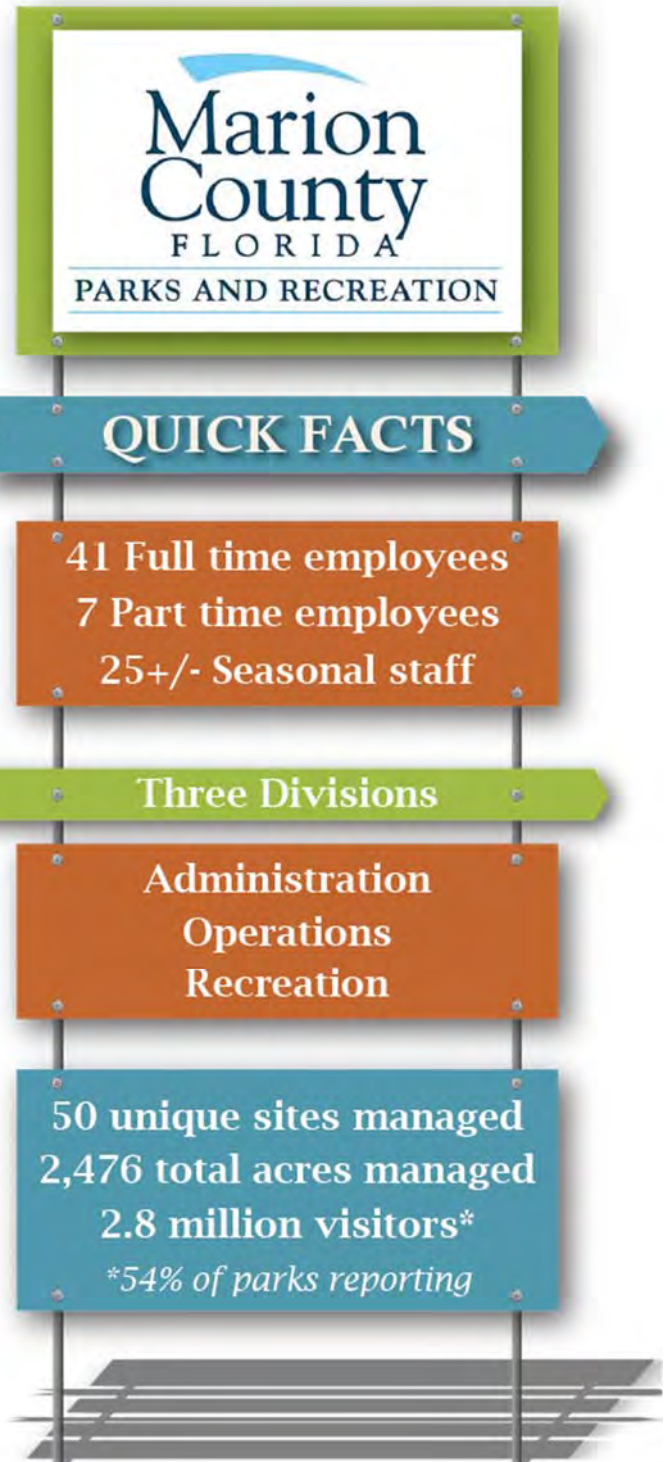 Marion
County
FLORIDA
PARKS AND RECREATION
QUICK FACTS
41 Full time employees
7 Part time employees
25+/- Seasonal staff
Three Divisions
Administration
Operations
Recreation
50 unique sites managed
2,476 total acres managed
2.8 million visitors*
*54% of parks reporting